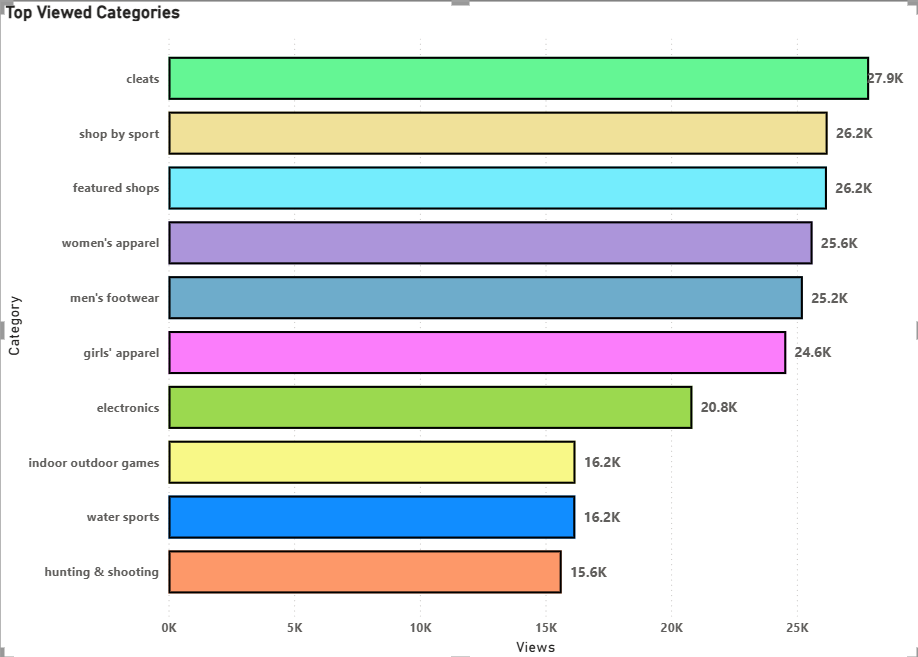 Top Viewed Categories
cleats 27.9K
shop by sport 26.2K
featured shops 26.2K
women's apparel 25.6K
men's footwear 25.2K
girls' apparel 24.6K
electronics 20.8K
indoor outdoor games 16.2K
water sports 16.2K
hunting & shooting 15.6K
Category
0K 5K 10K 15K 20K 25K
Views